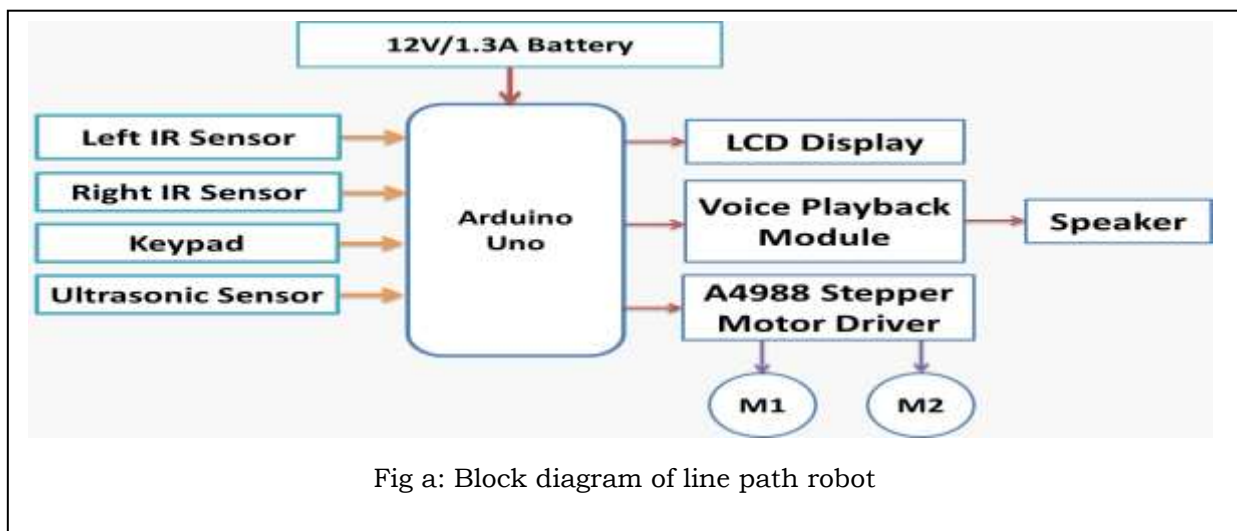 12V/1.3A Battery
Left IR Sensor
Right IR Sensor
Keypad
Ultrasonic Sensor
Arduino
Uno
LCD Display
Voice Playback
Module
Speaker
A4988 Stepper
Motor Driver
M1
M2
Fig a: Block diagram of line path robot